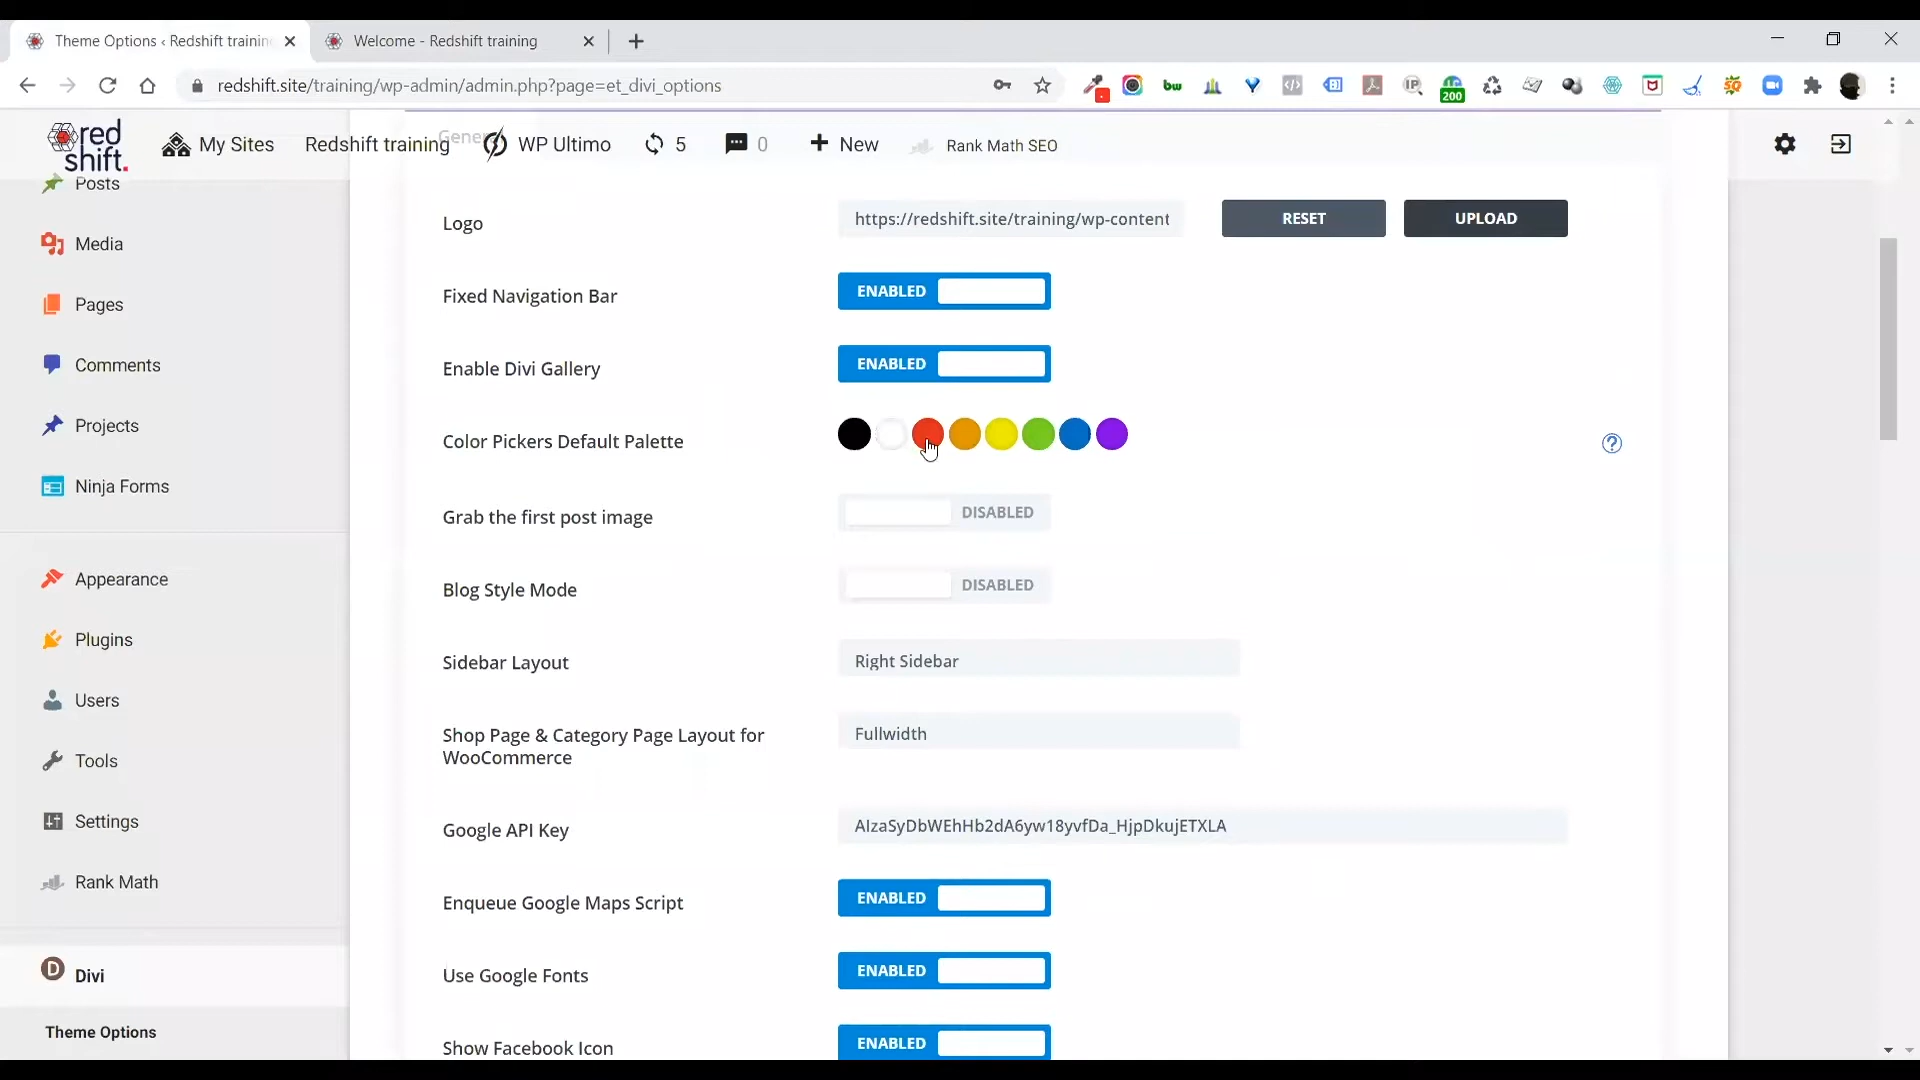 Theme Options ‹ Redshift trainin
Welcome - Redshift training
redshift.site/training/wp-admin/admin.php?page=et_divi_options
bw
IP
200
red
shift.
My Sites
Redshift training
General
WP Ultimo
5
0
New
Rank Math SEO
Posts
Media
Pages
Comments
Projects
Ninja Forms
Appearance
Plugins
Users
Tools
Settings
Rank Math
D
Divi
Theme Options
Logo
https://redshift.site/training/wp-content
RESET
UPLOAD
Fixed Navigation Bar
ENABLED
Enable Divi Gallery
ENABLED
Color Pickers Default Palette
?
Grab the first post image
DISABLED
Blog Style Mode
DISABLED
Sidebar Layout
Right Sidebar
Shop Page & Category Page Layout for
WooCommerce
Fullwidth
Google API Key
AIzaSyDbWEhHb2dA6yw18yvfDa_HjpDkujETXLA
Enqueue Google Maps Script
ENABLED
Use Google Fonts
ENABLED
Show Facebook Icon
ENABLED